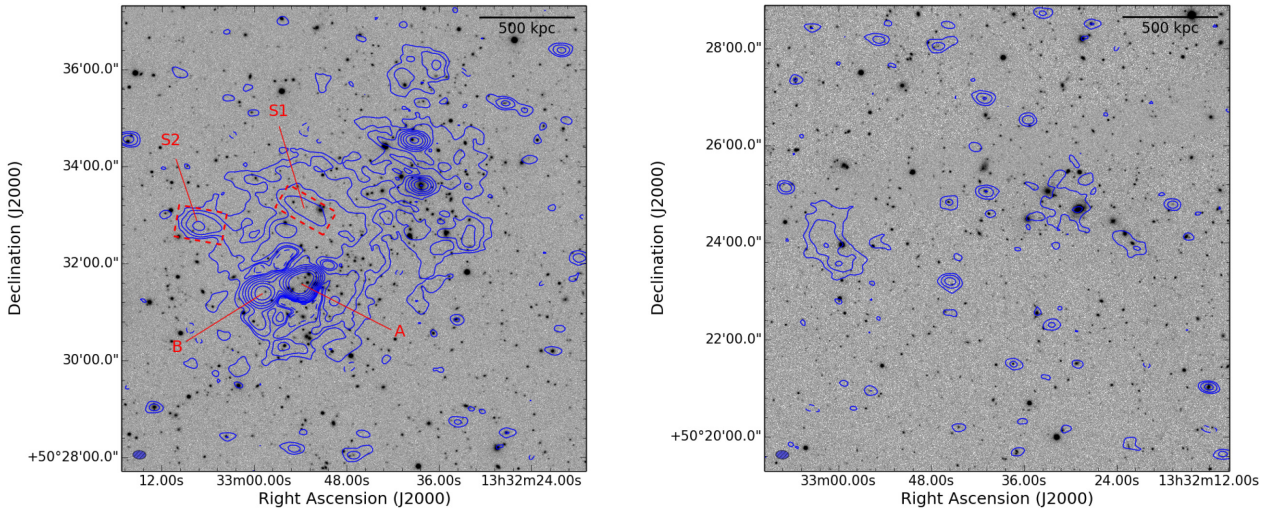 500 kpc
36'00.0"
34'00.0"
32'00.0"
30'00.0"
+50°28'00.0"
Declination (J2000)
S1
S2
A
B
12.00s 33m00.00s 48.00s 36.00s 13h32m24.00s
Right Ascension (J2000)
500 kpc
28'00.0"
26'00.0"
24'00.0"
22'00.0"
+50°20'00.0"
Declination (J2000)
33m00.00s 48.00s 36.00s 24.00s 13h32m12.00s
Right Ascension (J2000)